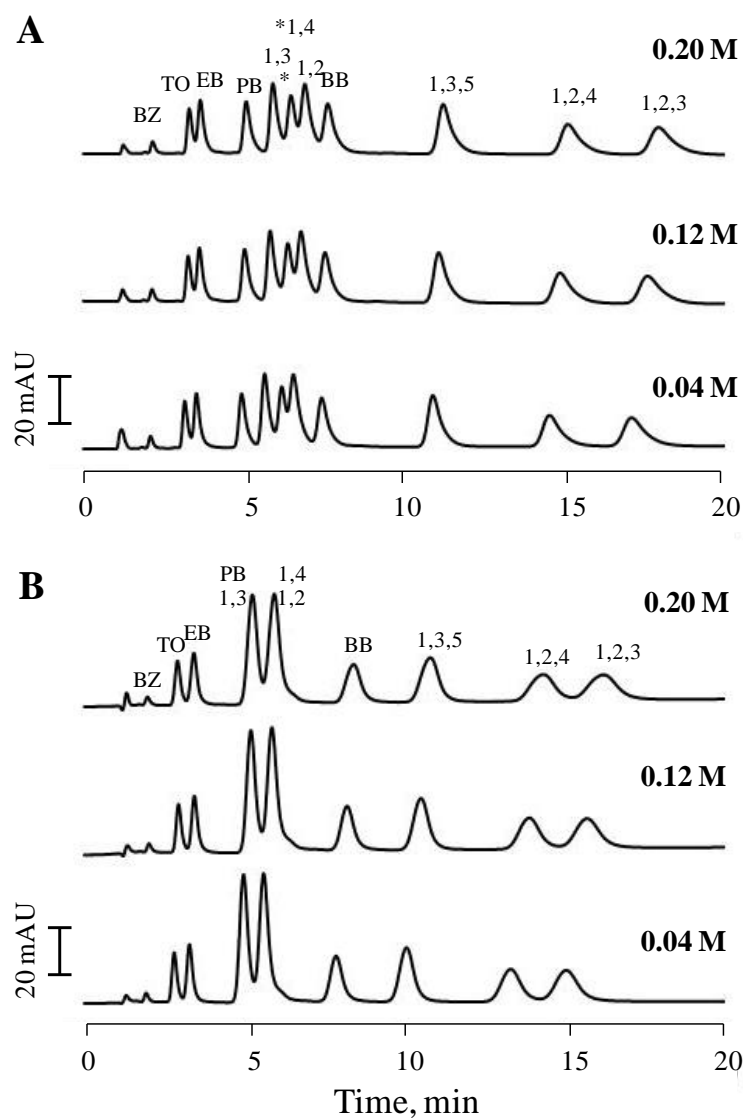 A
*1,4
0.20 M
TO EB PB 1,3 * 1,2 BB
BZ
1,3,5
1,2,4
1,2,3
0.12 M
20 mAU
0.04 M
0 5 10 15 20
B
PB 1,4
1,3 1,2
0.20 M
TO EB
BZ
BB
1,3,5
1,2,4
1,2,3
0.12 M
20 mAU
0.04 M
0 5 10 15 20
Time, min